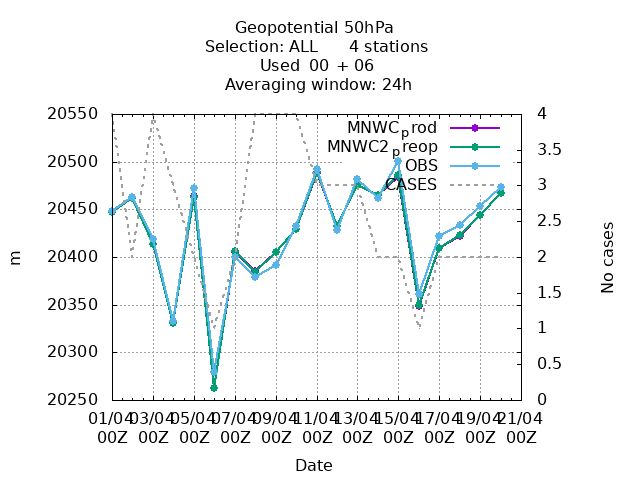 Geopotential 50hPa
Selection: ALL 4 stations
Used 00 + 06
Averaging window: 24h
20550
20500
20450
20400
20350
20300
20250
m
4
3.5
3
2.5
2
1.5
1
0.5
0
No cases
MNWCprod
MNWC2preop
OBS
CASES
01/04 03/04 05/04 07/04 09/04 11/04 13/04 15/04 17/04 19/04 21/04
00Z 00Z 00Z 00Z 00Z 00Z 00Z 00Z 00Z 00Z 00Z
Date